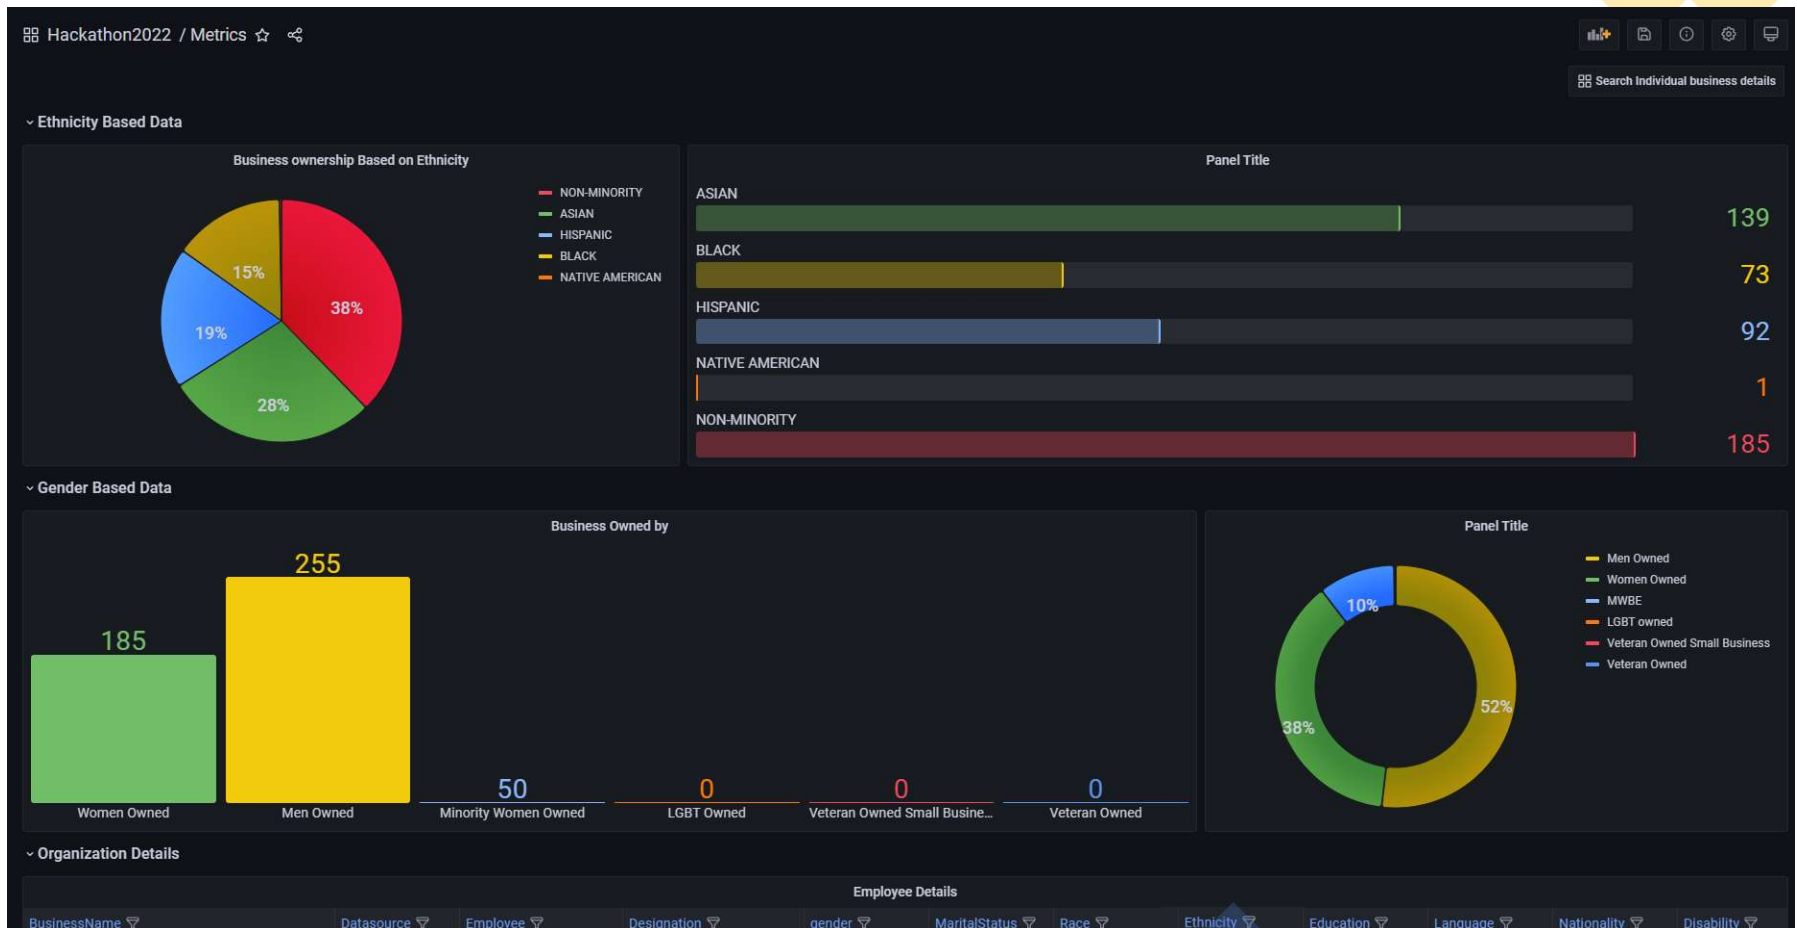 Hackathon2022 / Metrics
Search Individual business details
Ethnicity Based Data
Business ownership Based on Ethnicity
NON-MINORITY
ASIAN
HISPANIC
BLACK
NATIVE AMERICAN
15%
38%
19%
28%
Panel Title
ASIAN
139
BLACK
73
HISPANIC
92
NATIVE AMERICAN
1
NON-MINORITY
185
Gender Based Data
Business Owned by
185
Women Owned
255
Men Owned
50
Minority Women Owned
0
LGBT Owned
0
Veteran Owned Small Busine...
0
Veteran Owned
Panel Title
Men Owned
Women Owned
MWBE
LGBT owned
Veteran Owned Small Business
Veteran Owned
10%
52%
38%
Organization Details
Employee Details
BusinessName Datasource Employee Designation gender MaritalStatus Race Ethnicity Education Language Nationality Disability